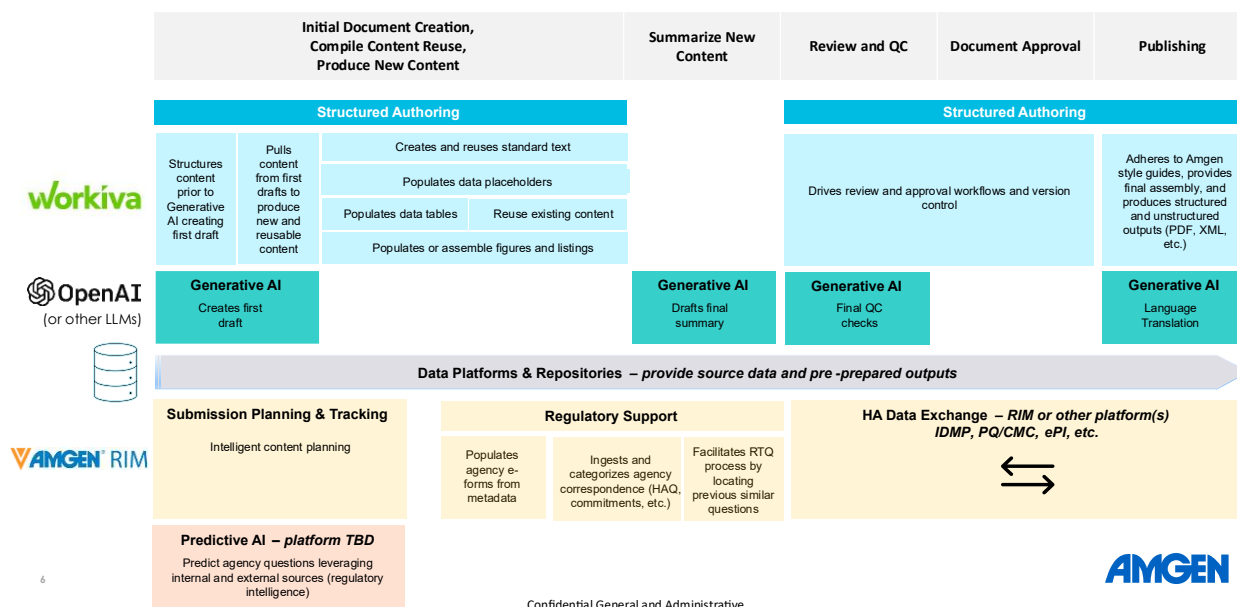 Initial Document Creation,
Compile Content Reuse,
Produce New Content
Summarize New
Content
Review and QC
Document Approval
Publishing
Structured Authoring
Structured Authoring
workiva
Structures
content
prior to
Generative
AI creating
first draft
Pulls
content
from first
drafts to
produce
new and
reusable
content
Creates and reuses standard text
Populates data placeholders
Populates data tables
Reuse existing content
Populates or assemble figures and listings
Drives review and approval workflows and version
control
Adheres to Amgen
style guides, provides
final assembly, and
produces structured
and unstructured
outputs (PDF, XML,
etc.)
OpenAI
(or other LLMs)
Generative AI
Creates first
draft
Generative AI
Drafts final
summary
Generative AI
Final QC
checks
Generative AI
Language
Translation
Data Platforms & Repositories – provide source data and pre -prepared outputs
AMGEN® RIM
Submission Planning & Tracking
Intelligent content planning
Regulatory Support
Populates
agency e-
forms from
metadata
Ingests and
categorizes agency
correspondence (HAQ,
commitments, etc.)
Facilitates RTQ
process by
locating
previous similar
questions
HA Data Exchange – RIM or other platform(s)
IDMP, PQ/CMC, ePI, etc.
Predictive AI – platform TBD
Predict agency questions leveraging
internal and external sources (regulatory
intelligence)
6
AMGEN
Confidential General and Administrative